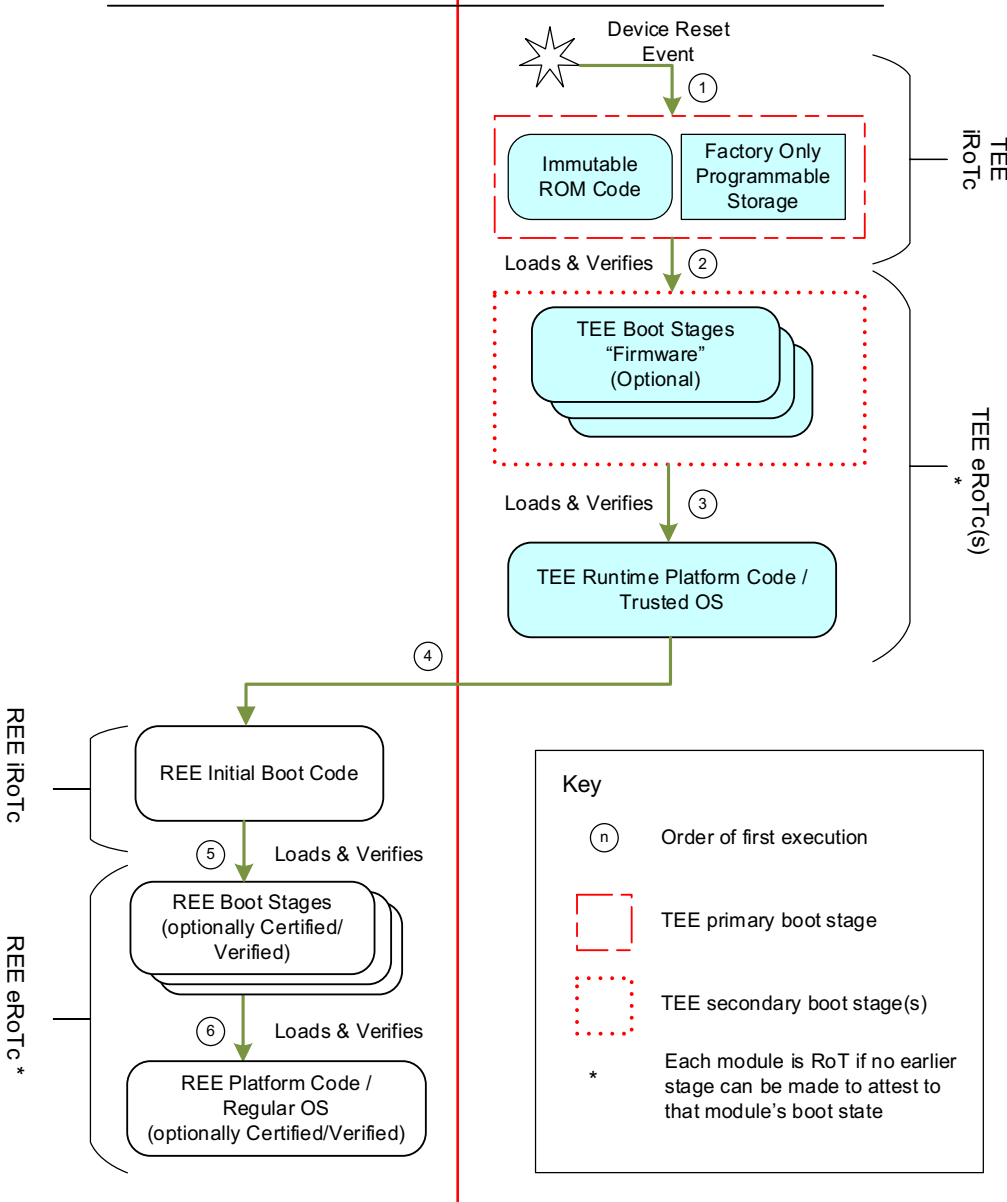 Device Reset
Event
1
Immutable
ROM Code
Factory Only
Programmable
Storage
TEE
iRoTc
Loads & Verifies
2
TEE Boot Stages
“Firmware”
(Optional)
Loads & Verifies
3
TEE eRoTc(s)
*
TEE Runtime Platform Code /
Trusted OS
4
REE iRoTc
REE Initial Boot Code
5
Loads & Verifies
REE Boot Stages
(optionally Certified/
Verified)
REE eRoTc *
6
Loads & Verifies
REE Platform Code /
Regular OS
(optionally Certified/Verified)
Key
n
Order of first execution
TEE primary boot stage
TEE secondary boot stage(s)
*
Each module is RoT if no earlier
stage can be made to attest to
that module’s boot state